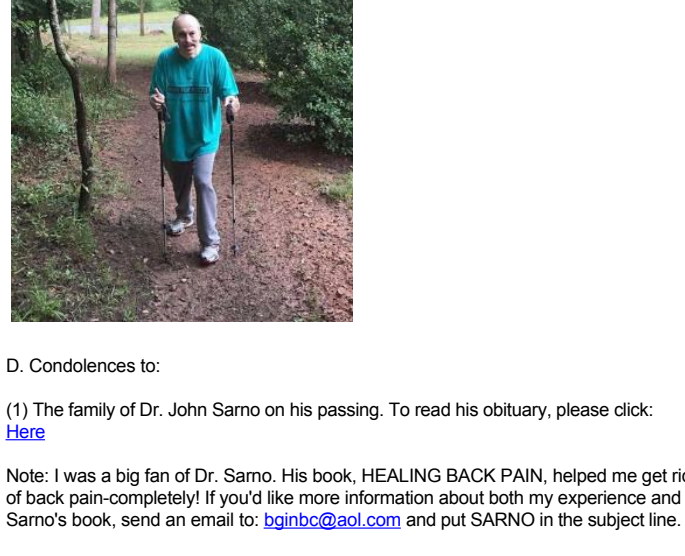 D. Condolences to:
(1) The family of Dr. John Sarno on his passing. To read his obituary, please click:
Here
Note: I was a big fan of Dr. Sarno. His book, HEALING BACK PAIN, helped me get
of back pain-completely! If you'd like more information about both my experience and
Sarno's book, send an email to: bginbc@aol.com and put SARNO in the subject line.